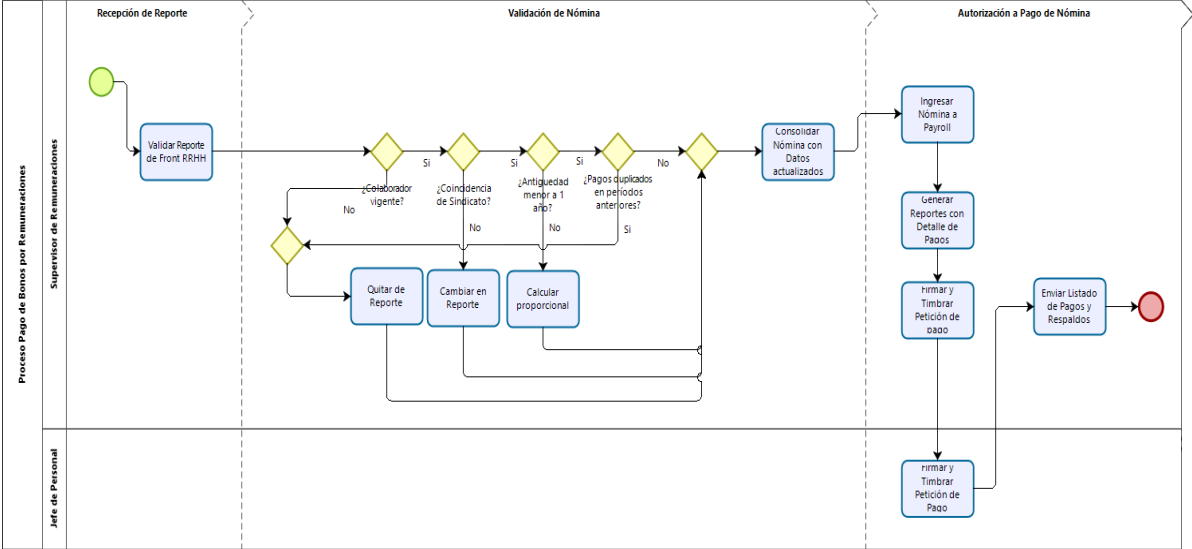 Recepción de Reporte
Validación de Nómina
Autorización a Pago de Nómina
Proceso Pago de Bonos por Remuneraciones
Supervisor de Remuneraciones
Validar Reporte
de Front RRHH
¿Colaborador
vigente?
Si
No
¿Coincidencia
de Sindicato?
Si
No
¿Antiguedad
menor a 1
año?
Si
No
¿Pagos duplicados
en periodos
anteriores?
No
Si
Quitar de
Reporte
Cambiar en
Reporte
Calcular
proporcional
Consolidar
Nómina con
Datos
actualizados
Ingresar
Nómina a
Payroll
Generar
Reportes con
Detalle de
Pagos
Firmar y
Timbrar
Petición de
pago
Enviar Listado
de Pagos y
Respaldos
Jefe de Personal
Firmar y
Timbrar
Petición de
Pago